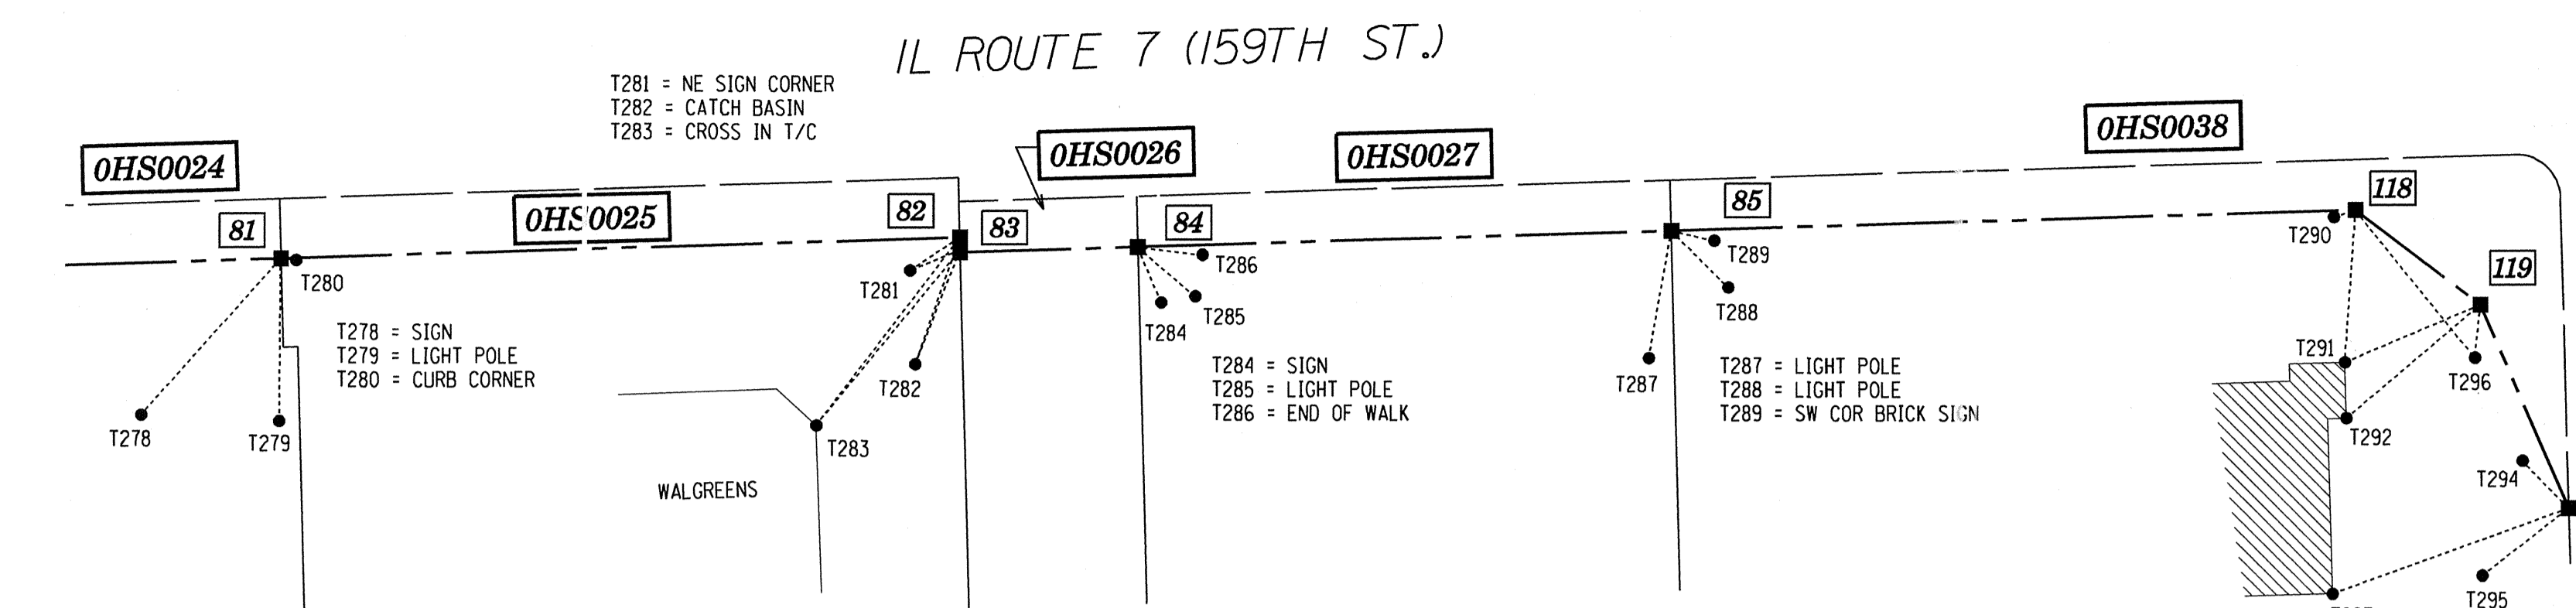 IL ROUTE 7 (159TH ST.)
T281 = NE SIGN CORNER
T282 = CATCH BASIN
T283 = CROSS IN T/C
0HS0024
0HS0025
0HS0026
0HS0027
0HS0038
81
82
83
84
85
118
119
T280
T281
T286
T289
T290
T278 = SIGN
T279 = LIGHT POLE
T280 = CURB CORNER
T285
T284
T288
T291
T282
T287
T296
T284 = SIGN
T285 = LIGHT POLE
T286 = END OF WALK
T287 = LIGHT POLE
T288 = LIGHT POLE
T289 = SW COR BRICK SIGN
T278
T279
T283
T292
T294
WALGREENS
T295